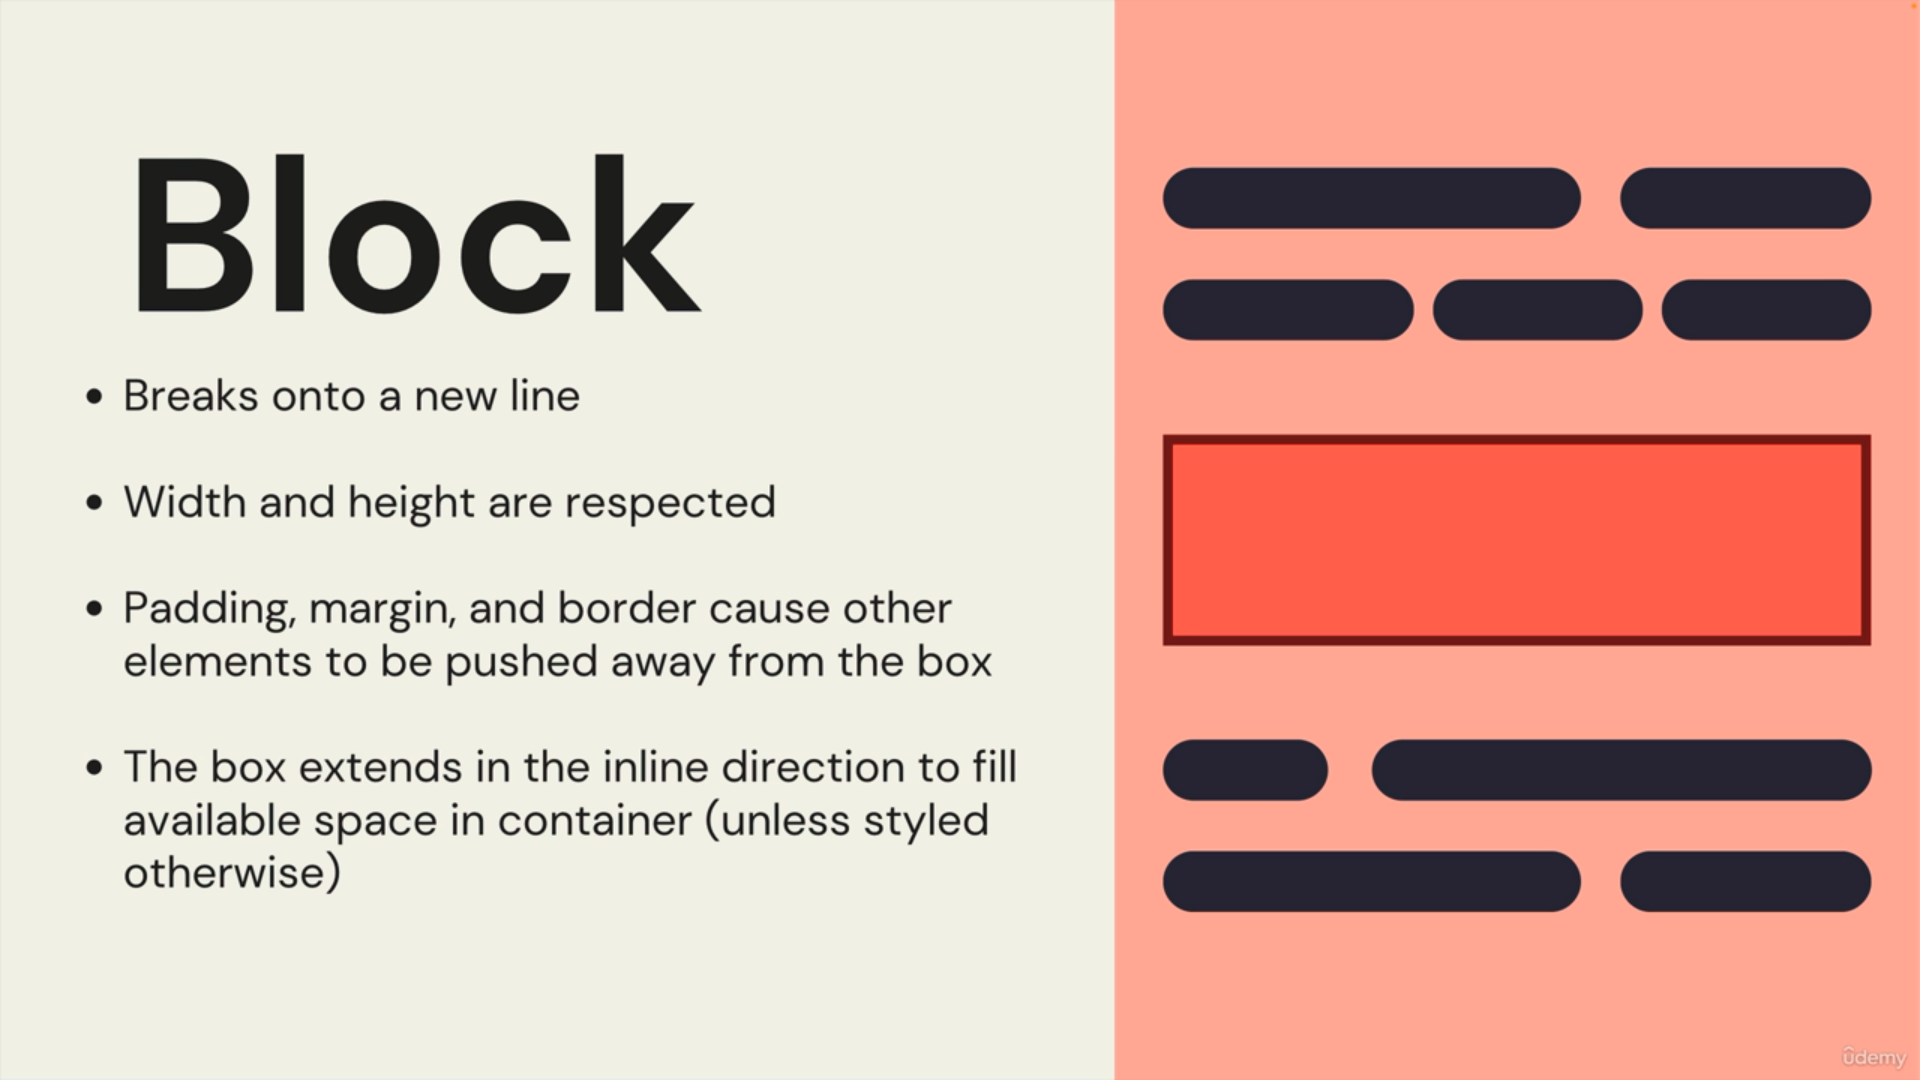 Block
• Breaks onto a new line
• Width and height are respected
• Padding, margin, and border cause other
elements to be pushed away from the box
• The box extends in the inline direction to fill
available space in container (unless styled
otherwise)
ûdemy